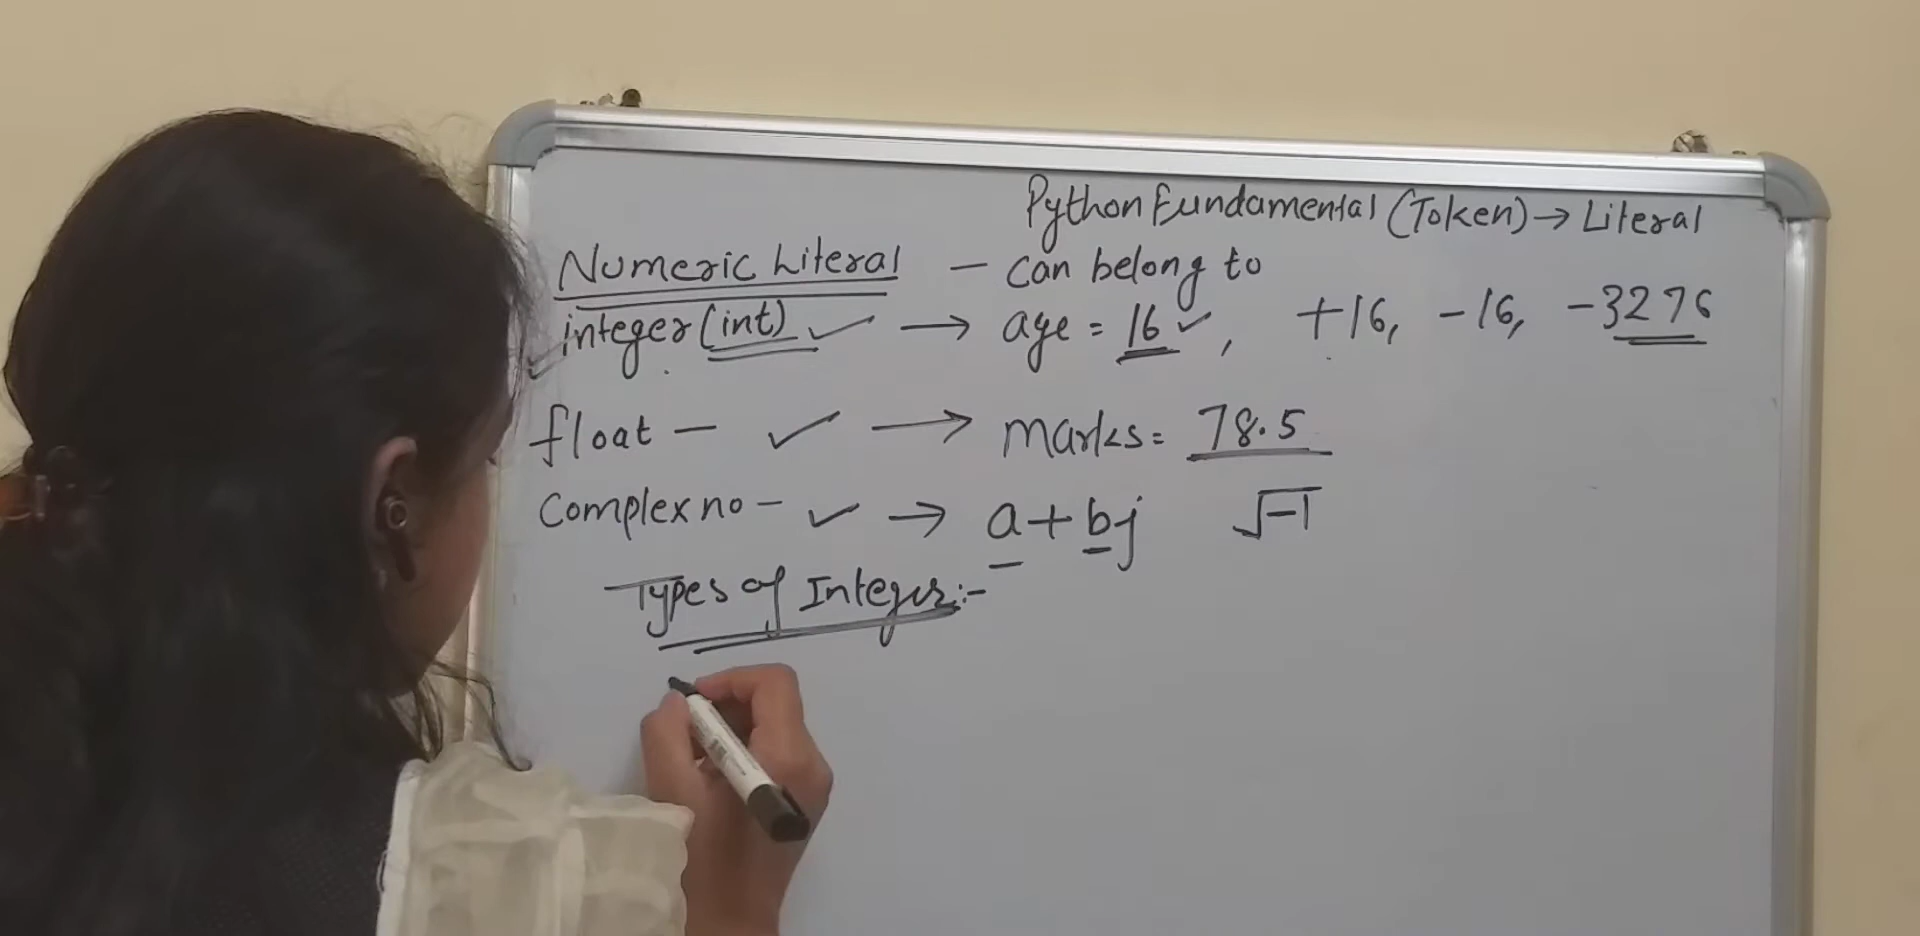 Python Fundamental (Token) → Literal
Numeric Literal — can belong to
integer (int) ✓ → age = 16 ✓, +16, -16, -3276
float — ✓ → marks = 78.5
Complex no — ✓ → a + bj √-1
Types of Integer :-